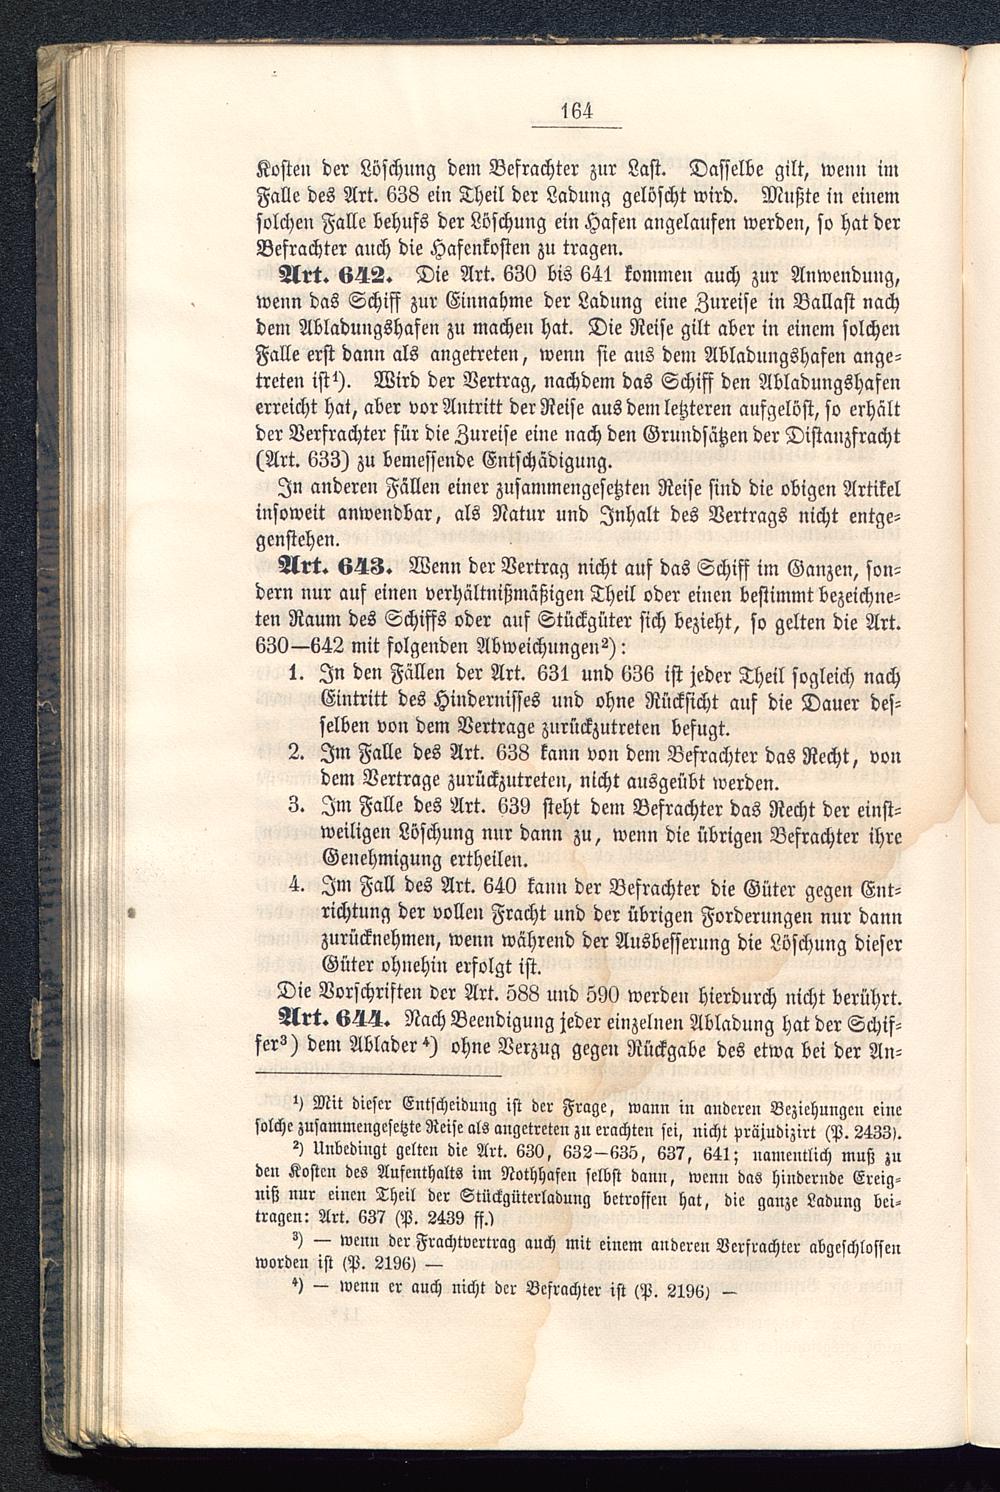 164
Kosten der Löschung dem Befrachter zur Last. Dasselbe gilt, wenn im
Falle des Art. 638 ein Theil der Ladung gelöscht wird. Mußte in einem
solchen Falle behufs der Löschung ein Hafen angelaufen werden, so hat der
Befrachter auch die Hafenkosten zu tragen.
Art. 642. Die Art. 630 bis 641 kommen auch zur Anwendung,
wenn das Schiff zur Einnahme der Ladung eine Zureise in Ballast nach
dem Abladungshafen zu machen hat. Die Reise gilt aber in einem solchen
Falle erst dann als angetreten, wenn sie aus dem Abladungshafen ange-
treten ist¹). Wird der Vertrag, nachdem das Schiff den Abladungshafen
erreicht hat, aber vor Antritt der Reise aus dem letzteren aufgelöst, so erhält
der Verfrachter für die Zureise eine nach den Grundsätzen der Distanzfracht
(Art. 633) zu bemessende Entschädigung.
In anderen Fällen einer zusammengesetzten Reise sind die obigen Artikel
insoweit anwendbar, als Natur und Inhalt des Vertrags nicht entge-
genstehen.
Art. 643. Wenn der Vertrag nicht auf das Schiff im Ganzen, son-
dern nur auf einen verhältnißmäßigen Theil oder einen bestimmt bezeichne-
ten Raum des Schiffs oder auf Stückgüter sich bezieht, so gelten die Art.
630—642 mit folgenden Abweichungen²):
1. In den Fällen der Art. 631 und 636 ist jeder Theil sogleich nach
Eintritt des Hindernisses und ohne Rücksicht auf die Dauer des-
selben von dem Vertrage zurückzutreten befugt.
2. Im Falle des Art. 638 kann von dem Befrachter das Recht, von
dem Vertrage zurückzutreten, nicht ausgeübt werden.
3. Im Falle des Art. 639 steht dem Befrachter das Recht der einst-
weiligen Löschung nur dann zu, wenn die übrigen Befrachter ihre
Genehmigung ertheilen.
4. Im Fall des Art. 640 kann der Befrachter die Güter gegen Ent-
richtung der vollen Fracht und der übrigen Forderungen nur dann
zurücknehmen, wenn während der Ausbesserung die Löschung dieser
Güter ohnehin erfolgt ist.
Die Vorschriften der Art. 588 und 590 werden hierdurch nicht berührt.
Art. 644. Nach Beendigung jeder einzelnen Abladung hat der Schif-
fer³) dem Ablader⁴) ohne Verzug gegen Rückgabe des etwa bei der An-
¹) Mit dieser Entscheidung ist der Frage, wann in anderen Beziehungen eine
solche zusammengesetzte Reise als angetreten zu erachten sei, nicht präjudizirt (P. 2433).
²) Unbedingt gelten die Art. 630, 632—635, 637, 641; namentlich muß zu
den Kosten des Aufenthalts im Nothhafen selbst dann, wenn das hindernde Ereig-
niß nur einen Theil der Stückgüterladung betroffen hat, die ganze Ladung bei-
tragen: Art. 637 (P. 2439 ff.)
³) — wenn der Frachtvertrag auch mit einem anderen Verfrachter abgeschlossen
worden ist (P. 2196) —
⁴) — wenn er auch nicht der Befrachter ist (P. 2196) —